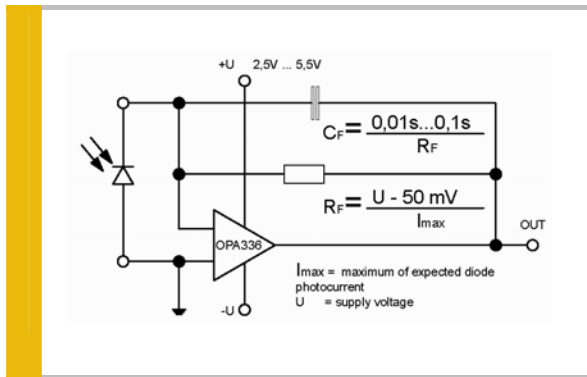 +U 2,5V ... 5,5V
CF= 0,01s...0,1s
RF
RF= U - 50 mV
Imax
OUT
OPA336
Imax = maximum of expected diode
photocurrent
U = supply voltage
-U